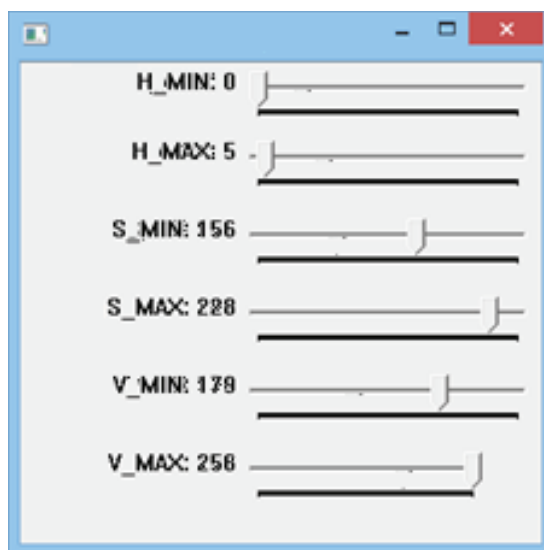 H_MIN: 0
H_MAX: 5
S_MIN: 156
S_MAX: 228
V_MIN: 179
V_MAX: 256